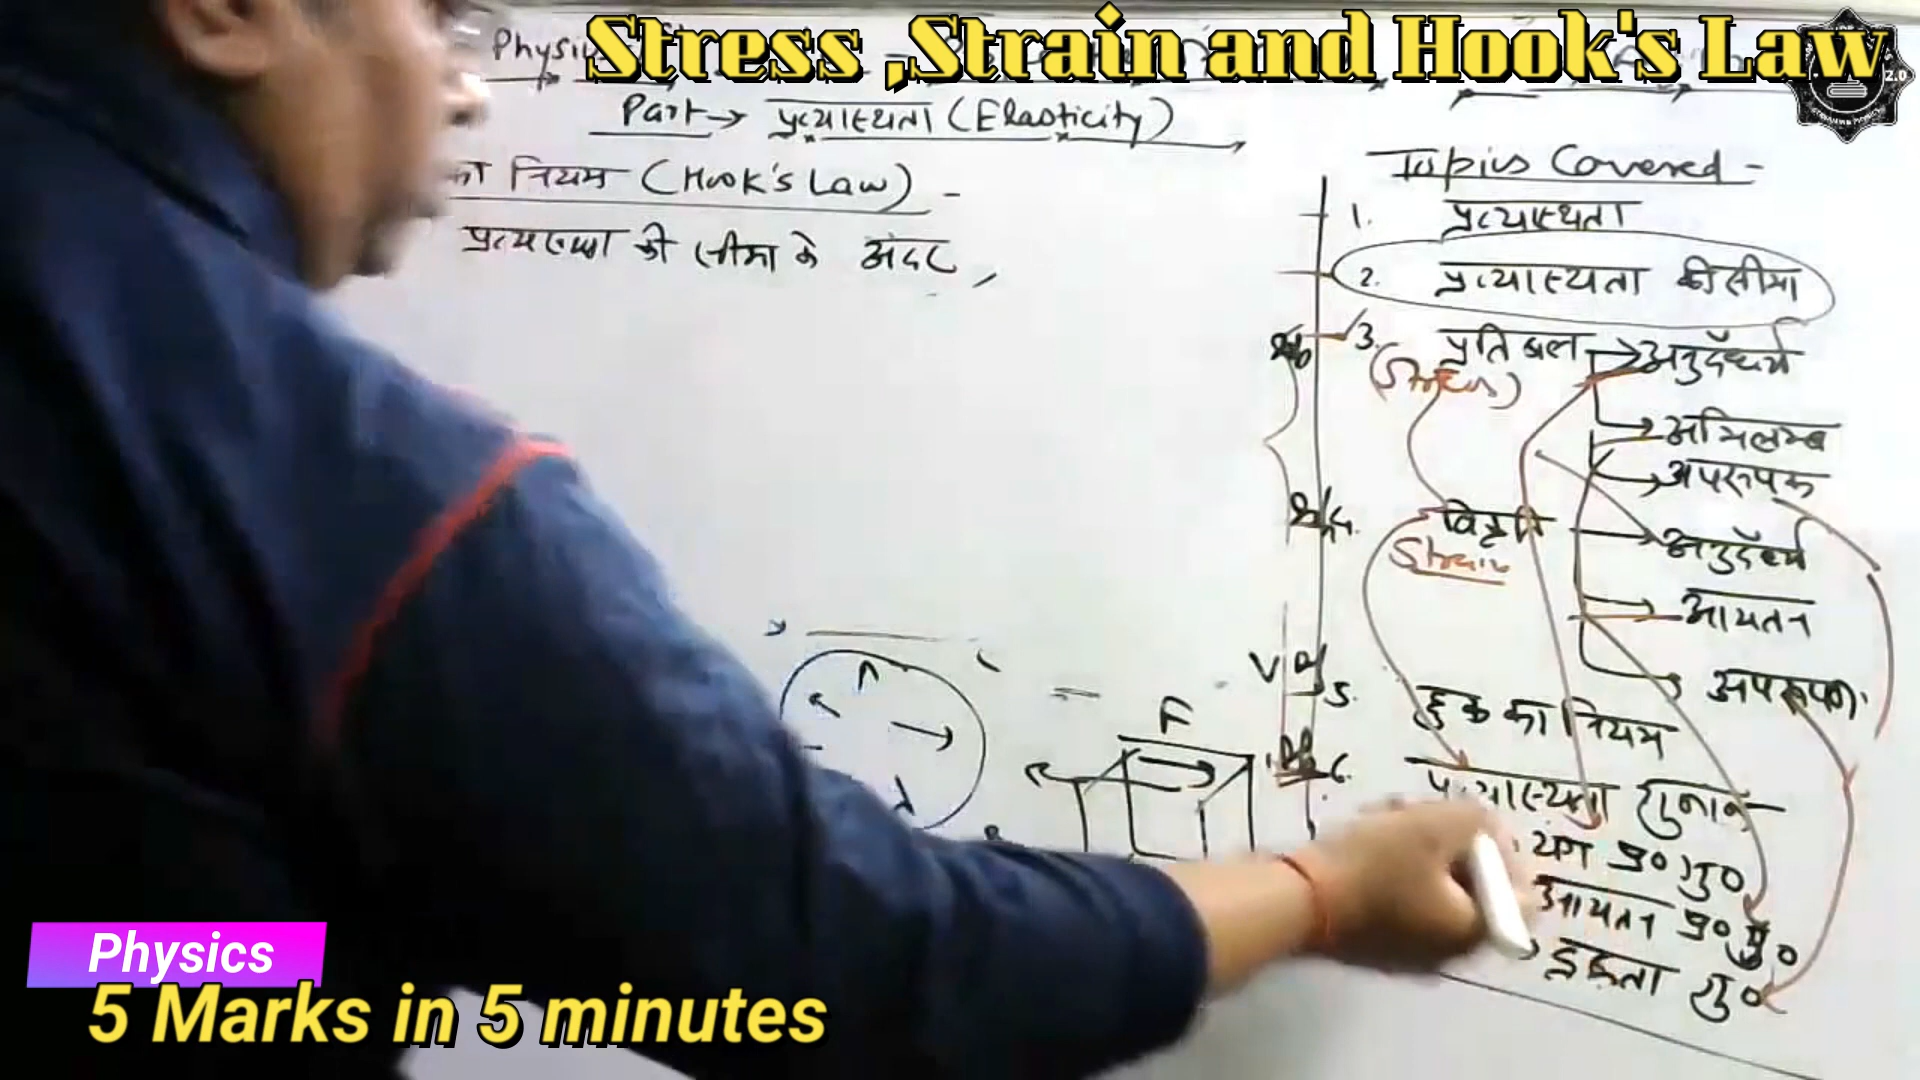 Stress ,Strain and Hook's Law
2.0
Part→ प्रत्यास्थता (Elasticity)
का नियम (Hook's Law) -
प्रत्यास्थता की सीमा के अंदर,
Topics Covered -
1. प्रत्यास्थता
2. प्रत्यास्थता की सीमा
3. प्रतिबल → अनुदैर्ध्य
(Stress)
→ अभिलम्ब
→ अपरूपक
4. विकृति → अनुदैर्ध्य
Strain
→ आयतन
→ अपरूपक
5. हुक का नियम
6. प्रत्यास्थता गुणांक
प्र० गु०
आयतन प्र० गु०
→ दृढ़ता गु०
F
Physics
5 Marks in 5 minutes